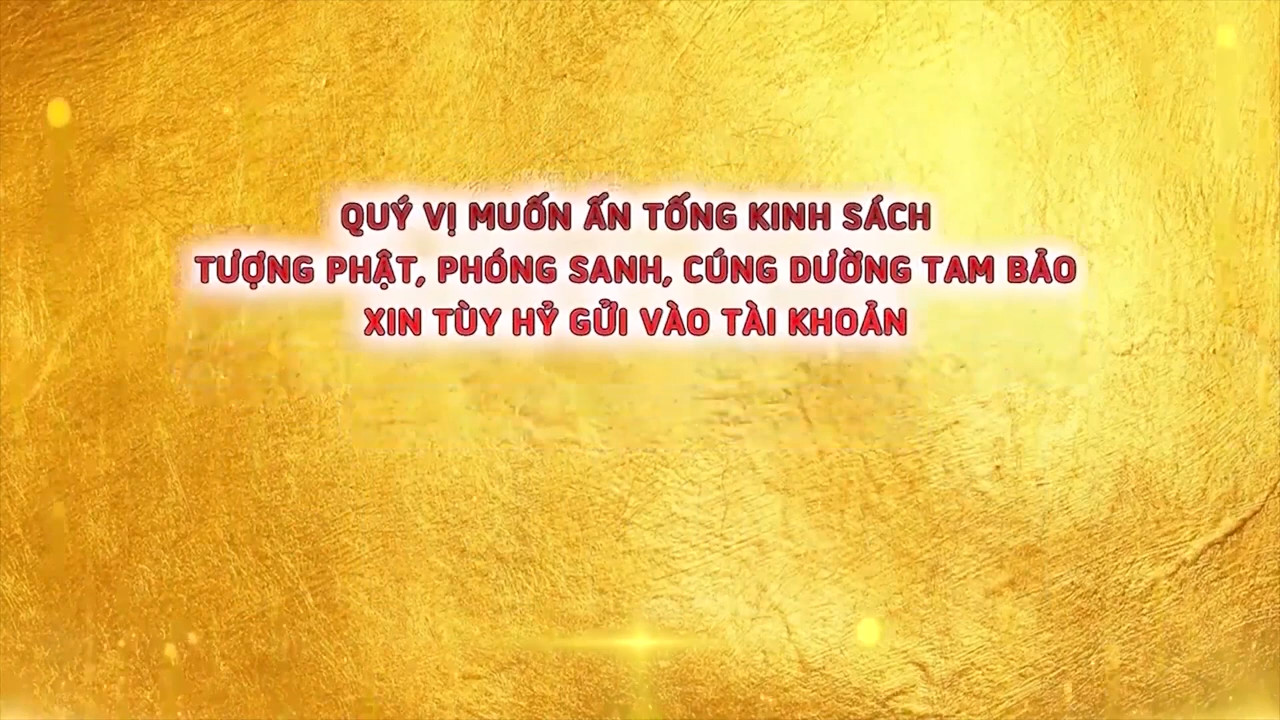 QUÝ VỊ MUỐN ẤN TỐNG KINH SÁCH
TƯỢNG PHẬT, PHÓNG SANH, CÚNG DƯỜNG TAM BẢO
XIN TÙY HỶ GỬI VÀO TÀI KHOẢN